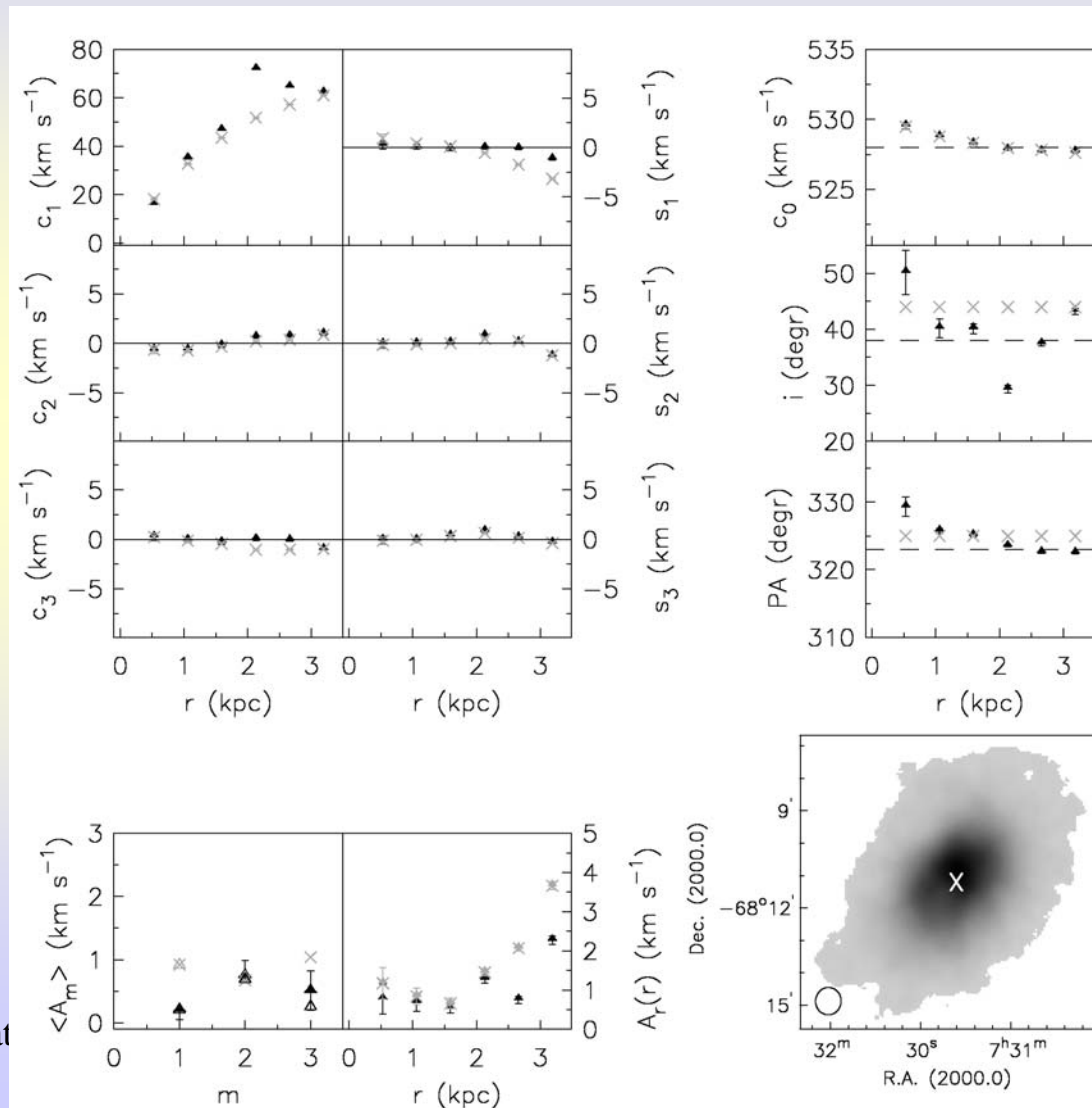 80
60
40
20
0
c₁ (km s⁻¹)
5
0
−5
s₁ (km s⁻¹)
535
530
525
c₀ (km s⁻¹)
5
0
−5
c₂ (km s⁻¹)
5
0
−5
s₂ (km s⁻¹)
50
40
30
20
i (degr)
5
0
−5
c₃ (km s⁻¹)
5
0
−5
s₃ (km s⁻¹)
330
320
310
PA (degr)
0 1 2 3
r (kpc)
0 1 2 3
r (kpc)
0 1 2 3
r (kpc)
3
2
1
0
<A_m> (km s⁻¹)
1 2 3
m
5
4
3
2
1
0
A_r(r) (km s⁻¹)
0 1 2 3
r (kpc)
9'
−68°12'
15'
Dec. (2000.0)
32ᵐ 30ˢ 7ʰ31ᵐ
R.A. (2000.0)
X